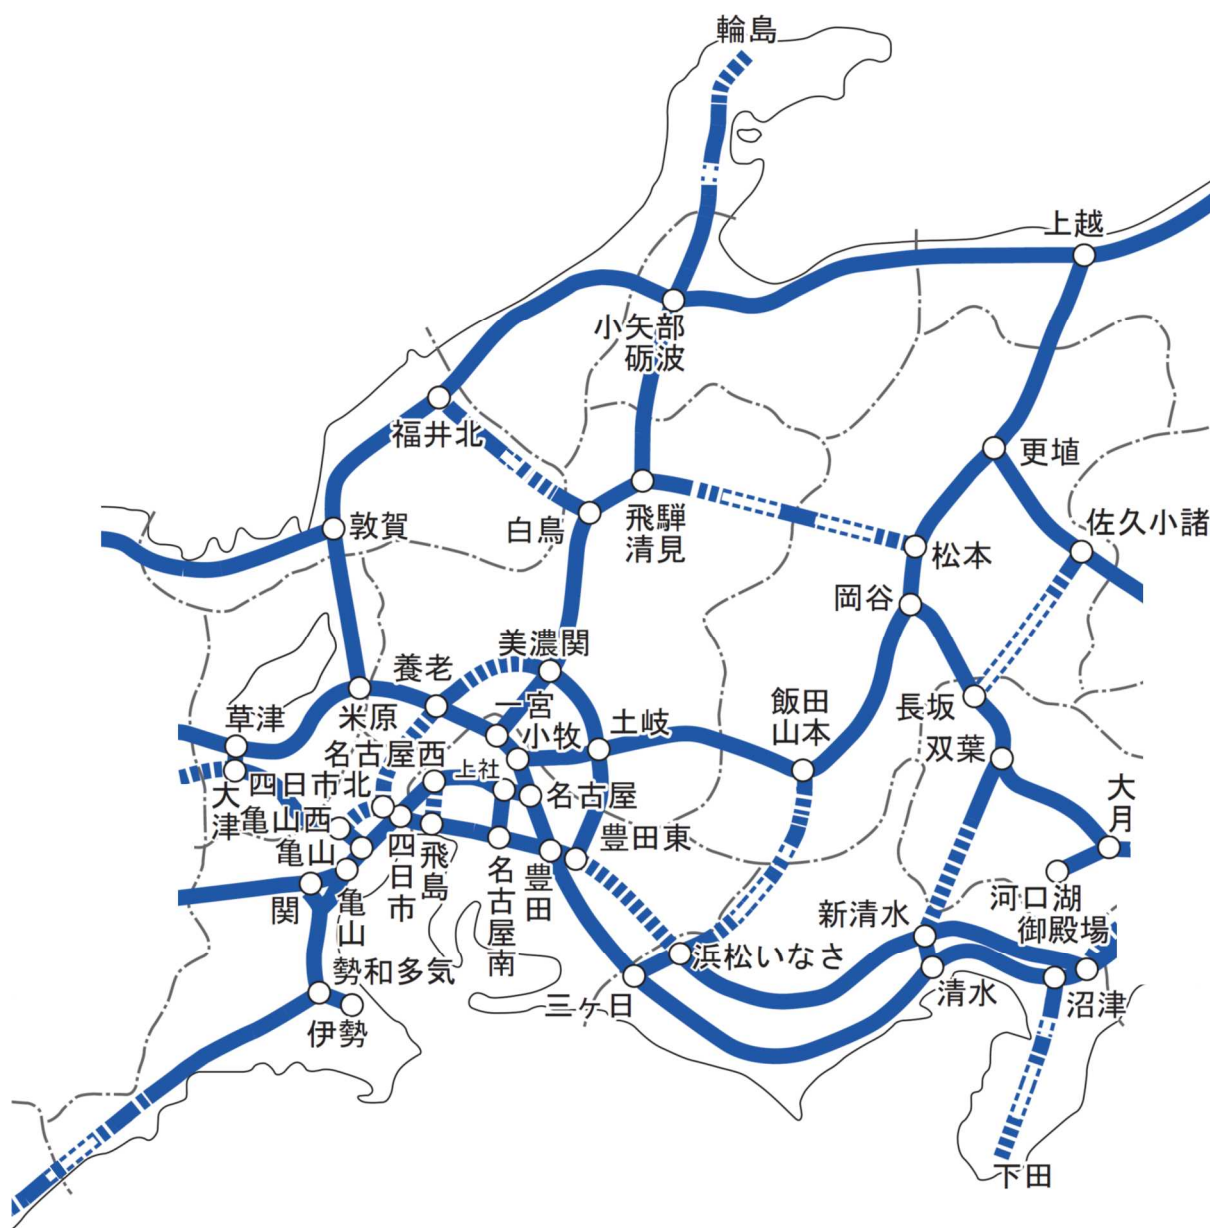 輪島
上越
小矢部
砺波
福井北
更埴
敦賀
白鳥
飛騨
清見
佐久小諸
松本
岡谷
美濃関
養老
米原
一宮
草津
小牧
土岐
飯田
山本
長坂
双葉
名古屋西
上社
四日市北
名古屋
大津
亀山西
大月
豊田東
亀山
四日市
飛島
名古屋南
豊田
関
亀山
河口湖
新清水
御殿場
浜松いなさ
勢和多気
三ヶ日
清水
沼津
伊勢
下田